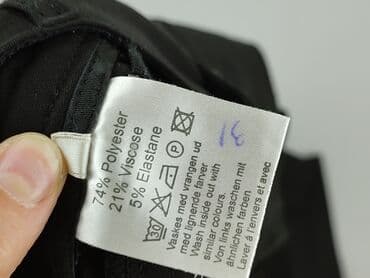 74% Polyester
21% Viscose
5% Elastane
Vaskes med vrangen ud
med lignende farver
Wash inside out with
similar colours.
Von links waschen mit
ähnlichen farben
Laver à l'envers et avec
31